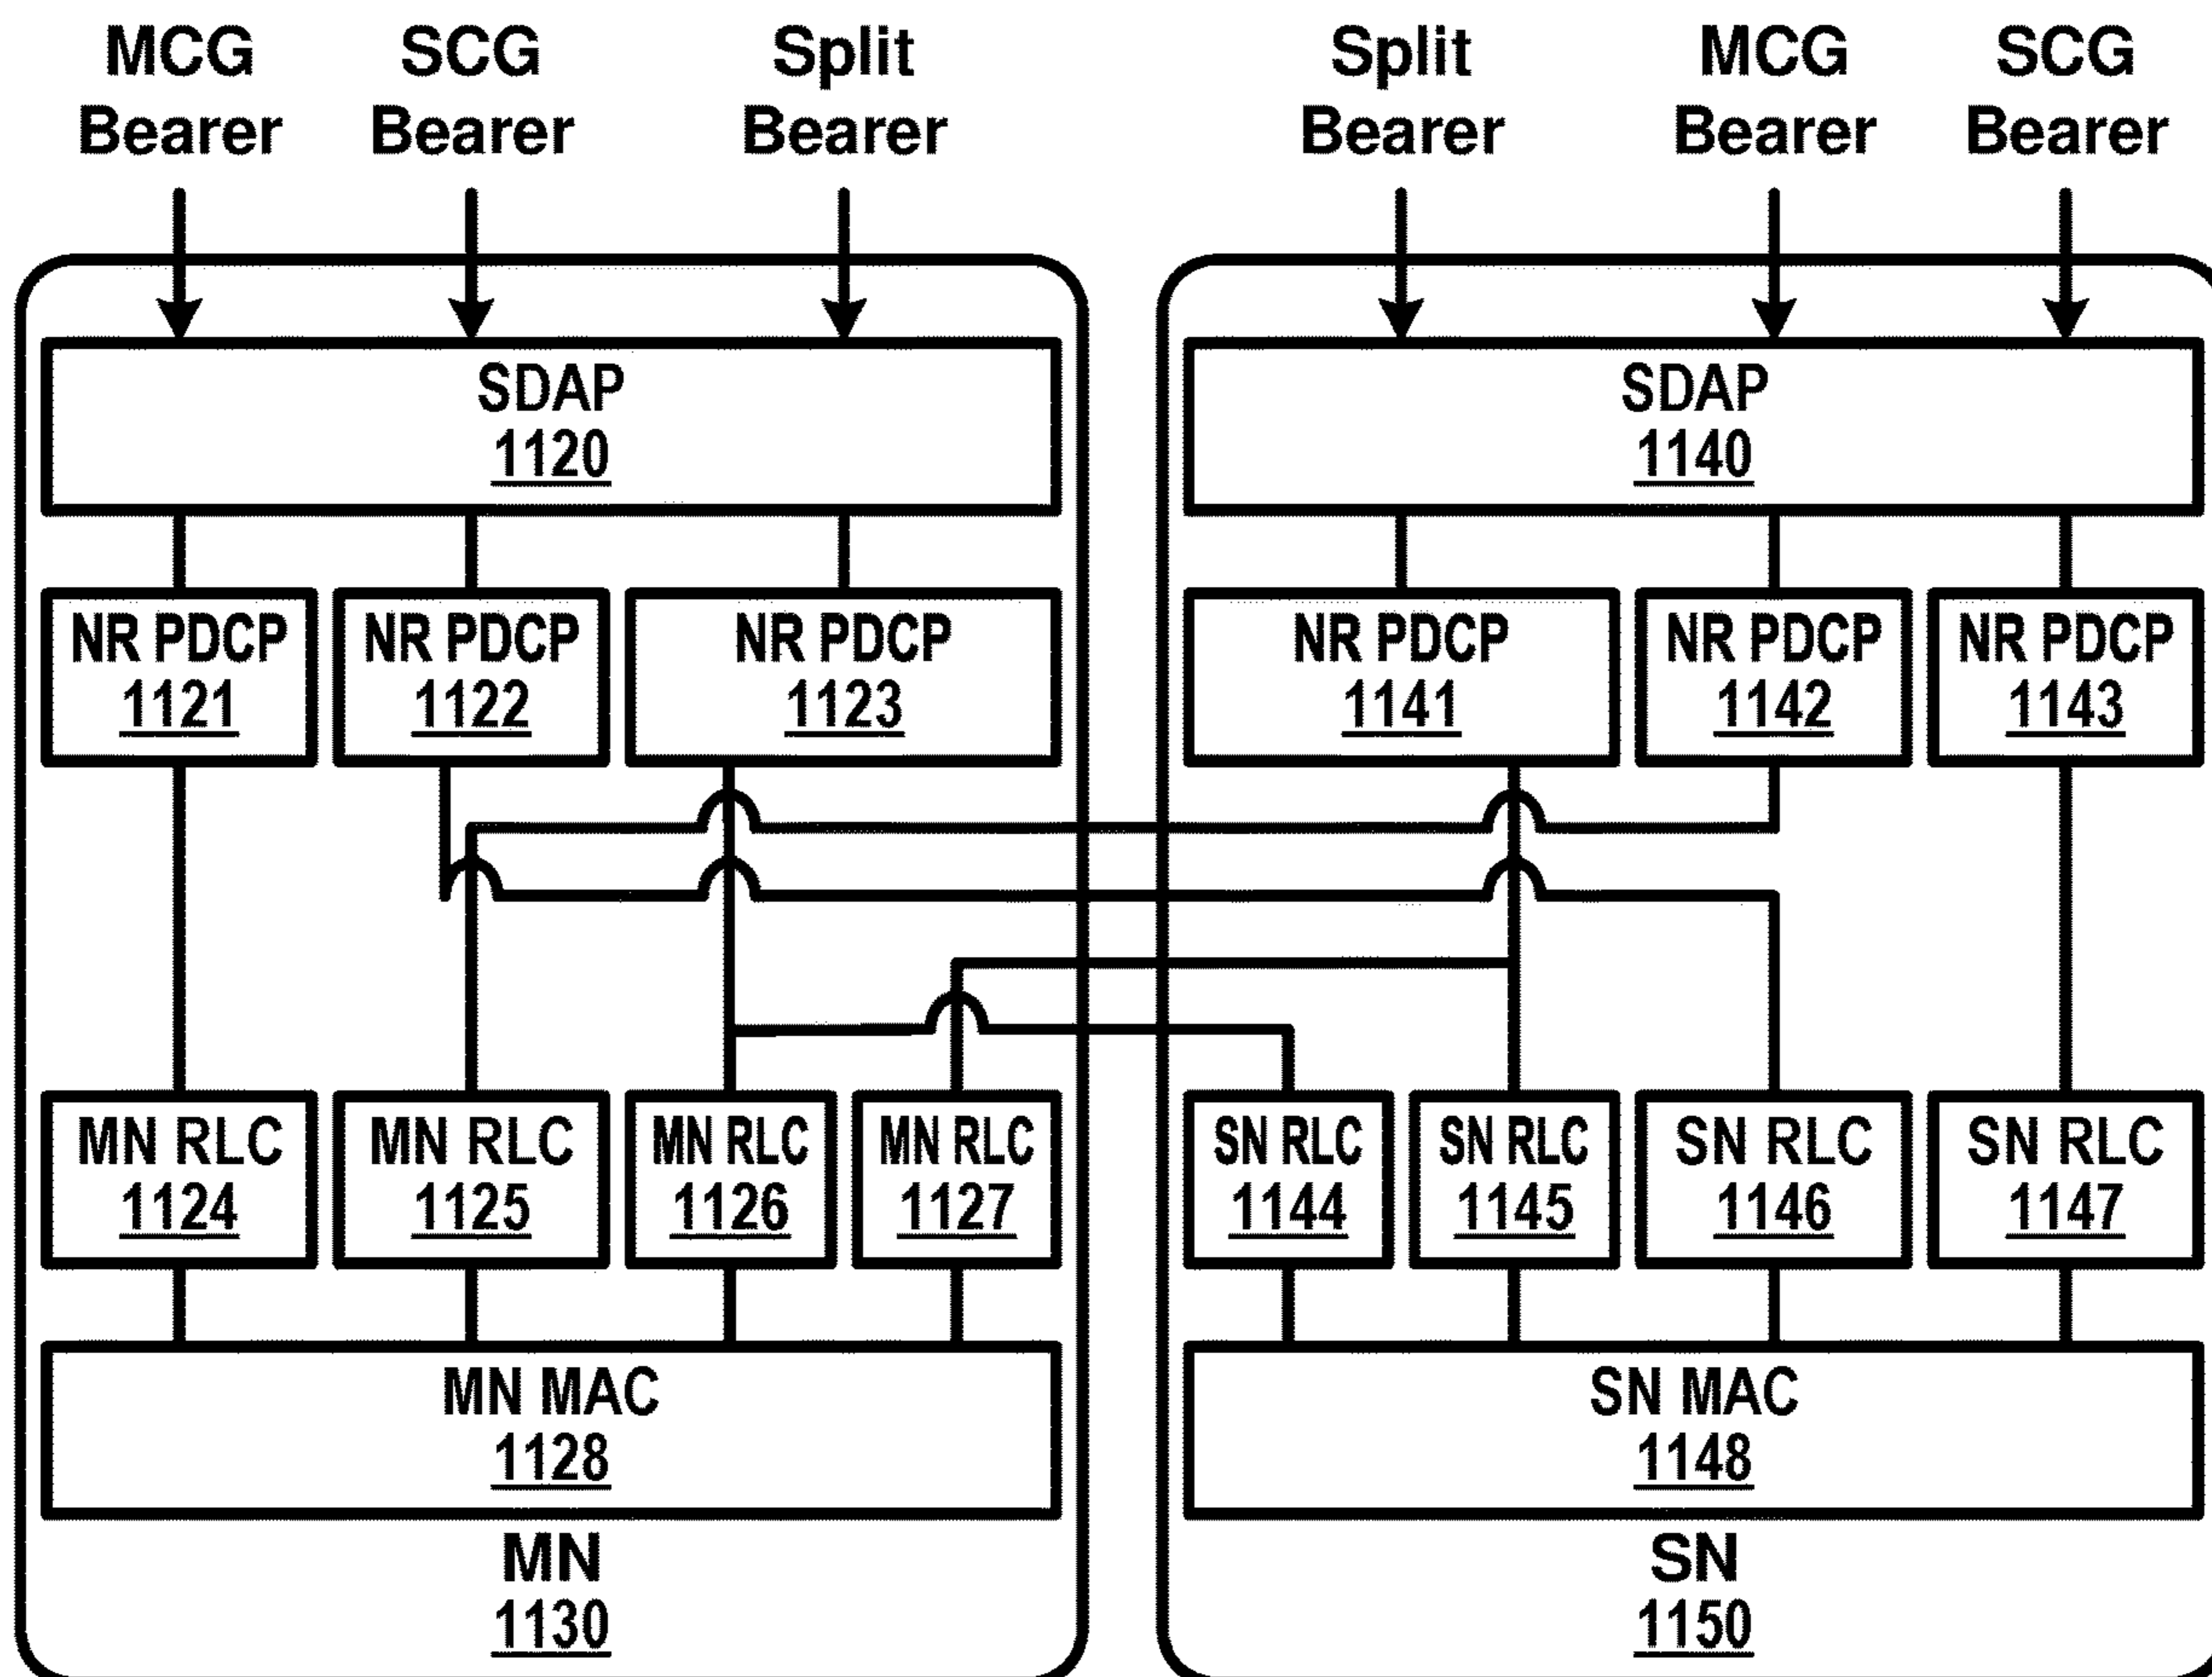 MCG
Bearer
SCG
Bearer
Split
Bearer
Split
Bearer
MCG
Bearer
SCG
Bearer
SDAP
1120
SDAP
1140
NR PDCP
1121
NR PDCP
1122
NR PDCP
1123
NR PDCP
1141
NR PDCP
1142
NR PDCP
1143
MN RLC
1124
MN RLC
1125
MN RLC
1126
MN RLC
1127
SN RLC
1144
SN RLC
1145
SN RLC
1146
SN RLC
1147
MN MAC
1128
SN MAC
1148
MN
1130
SN
1150